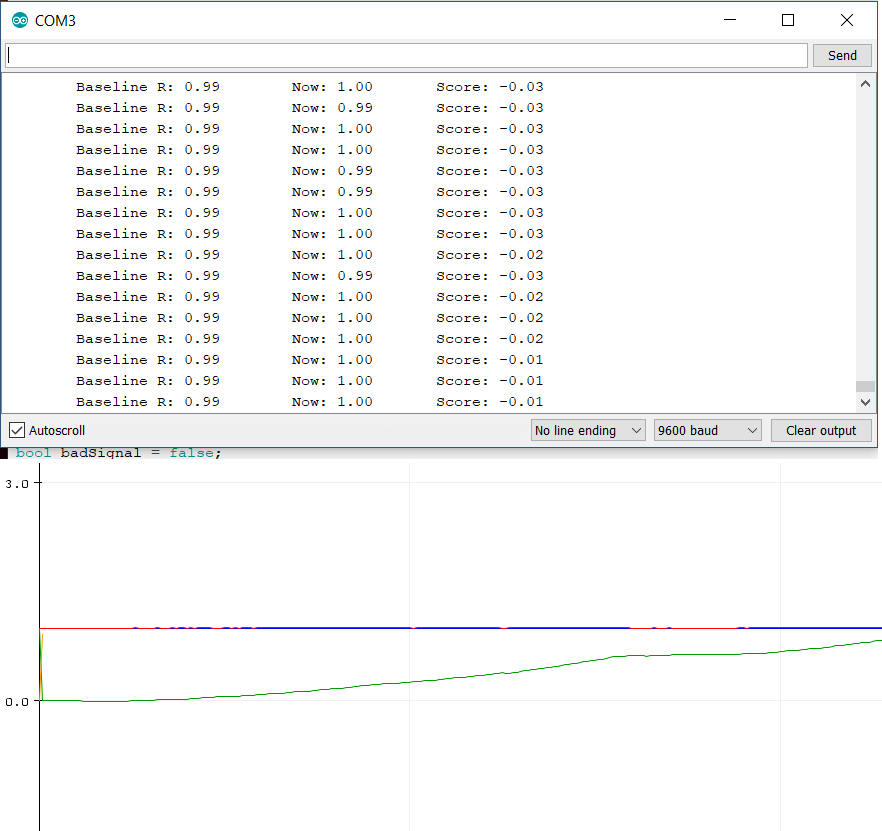 COM3
Send
Baseline R: 0.99 Now: 1.00 Score: -0.03
Baseline R: 0.99 Now: 0.99 Score: -0.03
Baseline R: 0.99 Now: 1.00 Score: -0.03
Baseline R: 0.99 Now: 1.00 Score: -0.03
Baseline R: 0.99 Now: 0.99 Score: -0.03
Baseline R: 0.99 Now: 0.99 Score: -0.03
Baseline R: 0.99 Now: 1.00 Score: -0.03
Baseline R: 0.99 Now: 1.00 Score: -0.03
Baseline R: 0.99 Now: 1.00 Score: -0.02
Baseline R: 0.99 Now: 0.99 Score: -0.03
Baseline R: 0.99 Now: 1.00 Score: -0.02
Baseline R: 0.99 Now: 1.00 Score: -0.02
Baseline R: 0.99 Now: 1.00 Score: -0.02
Baseline R: 0.99 Now: 1.00 Score: -0.01
Baseline R: 0.99 Now: 1.00 Score: -0.01
Baseline R: 0.99 Now: 1.00 Score: -0.01
Autoscroll No line ending 9600 baud Clear output
bool badSignal = false;
3.0
0.0